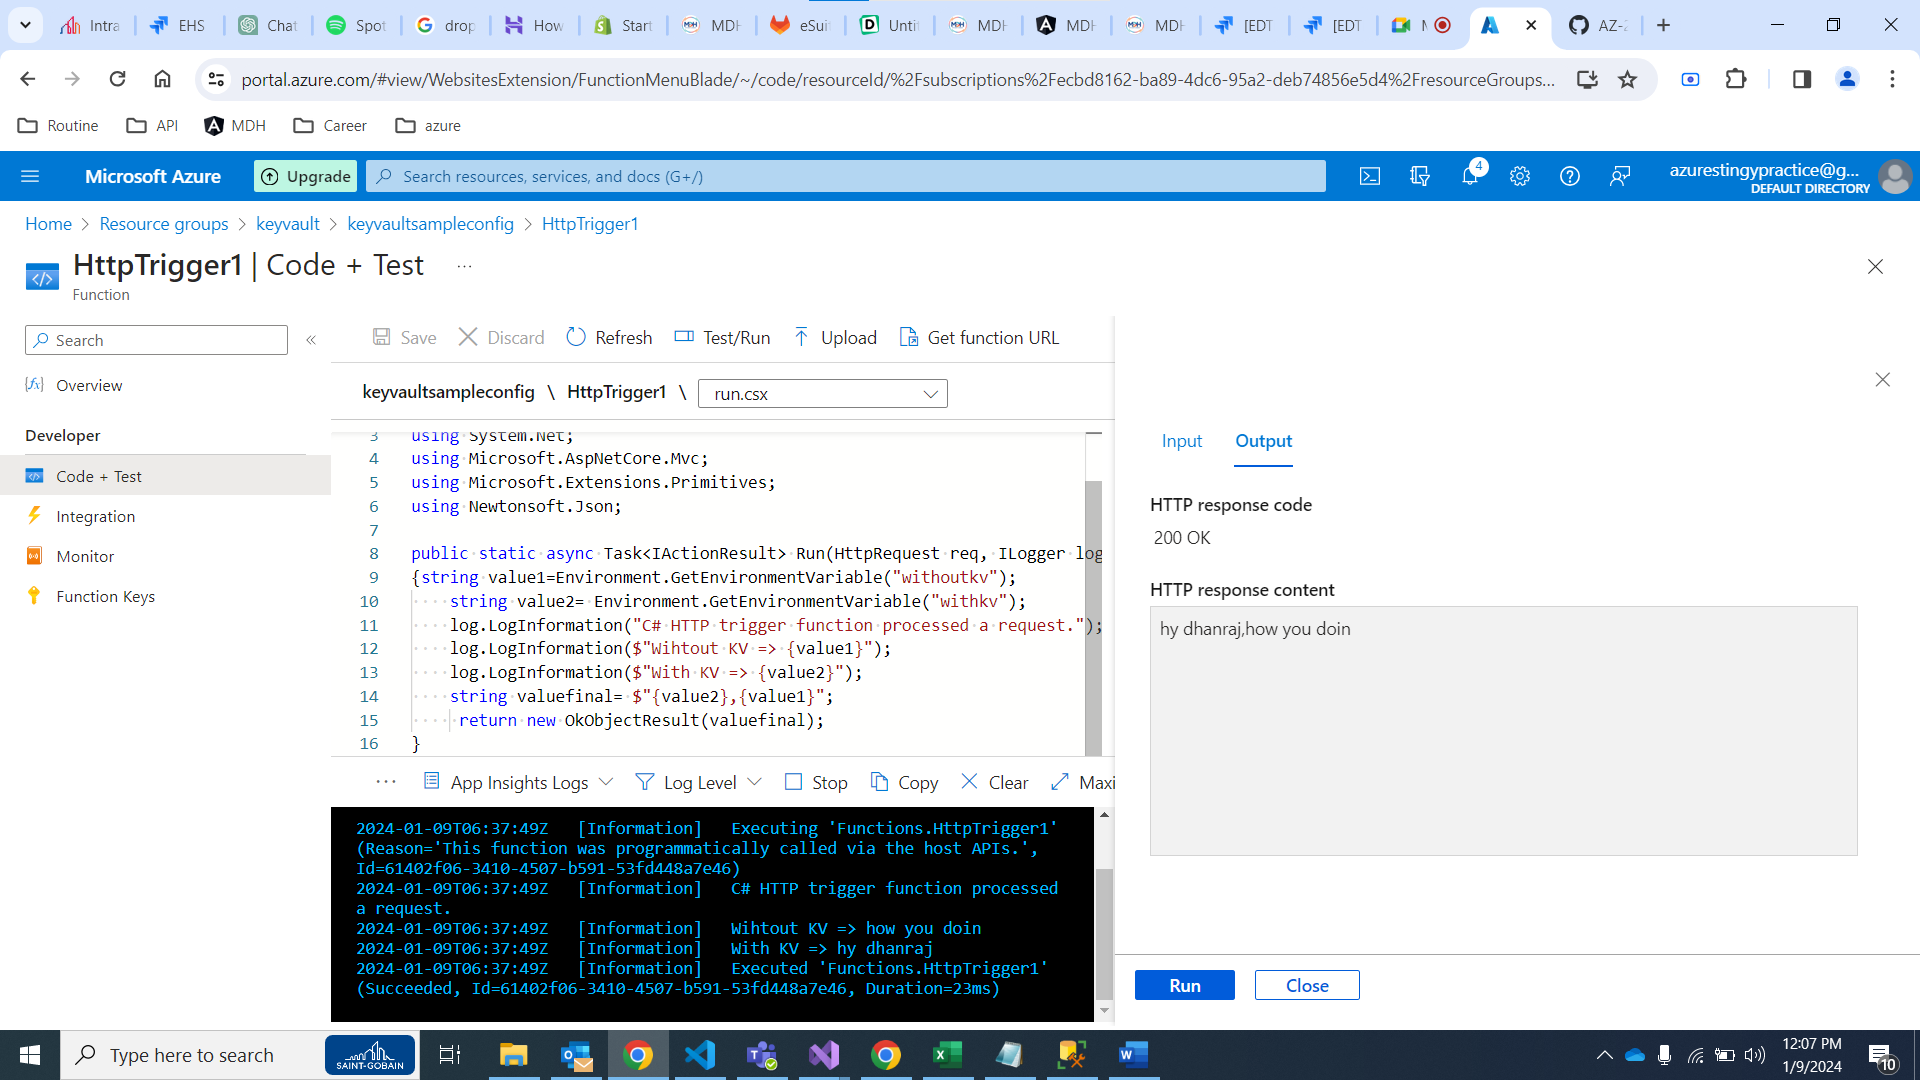 Intra
EHS
Chat
Spot
drop
How
Start
MDH
eSuit
Untit
MDH
MDH
MDH
[EDT
[EDT
AZ-2
portal.azure.com/#view/WebsitesExtension/FunctionMenuBlade/~/code/resourceId/%2Fsubscriptions%2Fecbd8162-ba89-4dc6-95a2-deb74856e5d4%2FresourceGroups...
Routine API MDH Career azure
Microsoft Azure
Upgrade
Search resources, services, and docs (G+/)
4
azurestingypractice@g...
DEFAULT DIRECTORY
Home > Resource groups > keyvault > keyvaultsampleconfig > HttpTrigger1
HttpTrigger1 | Code + Test ...
Function
Search
«
Overview
Developer
Code + Test
Integration
Monitor
Function Keys
Save Discard Refresh Test/Run Upload Get function URL
keyvaultsampleconfig \ HttpTrigger1 \ run.csx
3 using System.Net;
4 using Microsoft.AspNetCore.Mvc;
5 using Microsoft.Extensions.Primitives;
6 using Newtonsoft.Json;
7
8 public static async Task<IActionResult> Run(HttpRequest req, ILogger log
9 {string value1=Environment.GetEnvironmentVariable("withoutkv");
10 string value2= Environment.GetEnvironmentVariable("withkv");
11 log.LogInformation("C# HTTP trigger function processed a request.");
12 log.LogInformation($"Wihtout KV => {value1}");
13 log.LogInformation($"With KV => {value2}");
14 string valuefinal= $"{value2},{value1}";
15 return new OkObjectResult(valuefinal);
16 }
... App Insights Logs Log Level Stop Copy Clear Maxi
2024-01-09T06:37:49Z [Information] Executing 'Functions.HttpTrigger1'
(Reason='This function was programmatically called via the host APIs.',
Id=61402f06-3410-4507-b591-53fd448a7e46)
2024-01-09T06:37:49Z [Information] C# HTTP trigger function processed
a request.
2024-01-09T06:37:49Z [Information] Wihtout KV => how you doin
2024-01-09T06:37:49Z [Information] With KV => hy dhanraj
2024-01-09T06:37:49Z [Information] Executed 'Functions.HttpTrigger1'
(Succeeded, Id=61402f06-3410-4507-b591-53fd448a7e46, Duration=23ms)
Input Output
HTTP response code
200 OK
HTTP response content
hy dhanraj,how you doin
Run Close
Type here to search
SAINT-GOBAIN
12:07 PM
1/9/2024
10